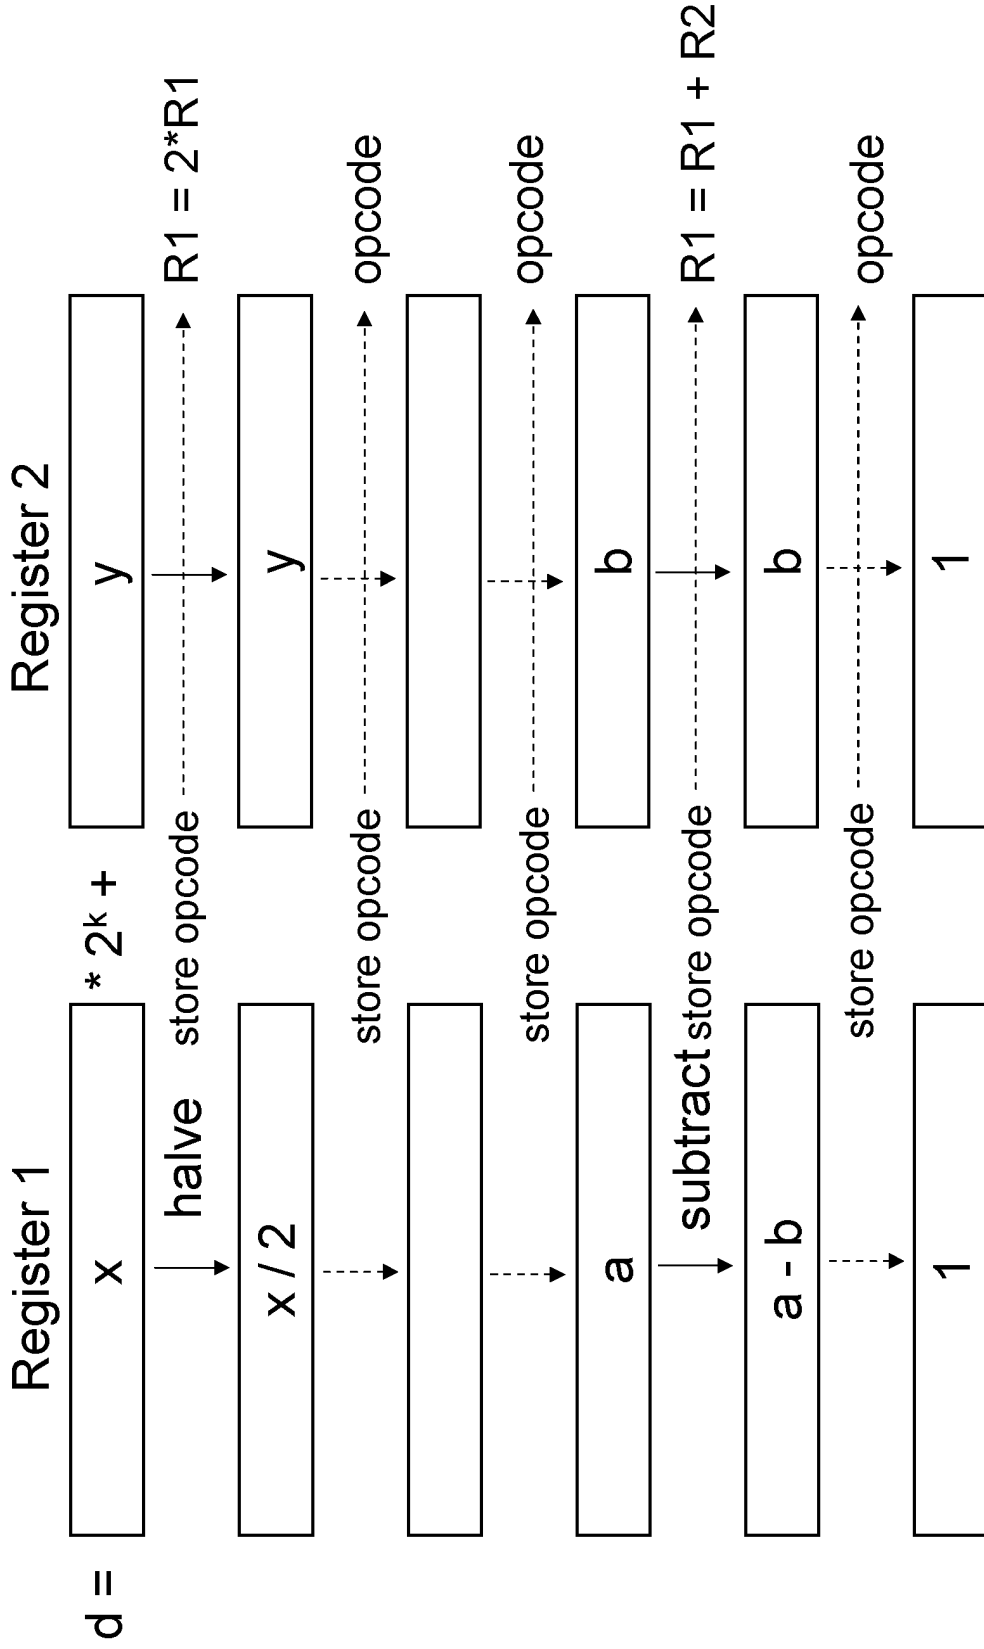 Register 1 Register 2
d = x * 2^k + y
halve store opcode R1 = 2*R1
x / 2 y
store opcode opcode
store opcode opcode
a b
subtract store opcode R1 = R1 + R2
a - b b
store opcode opcode
1 1